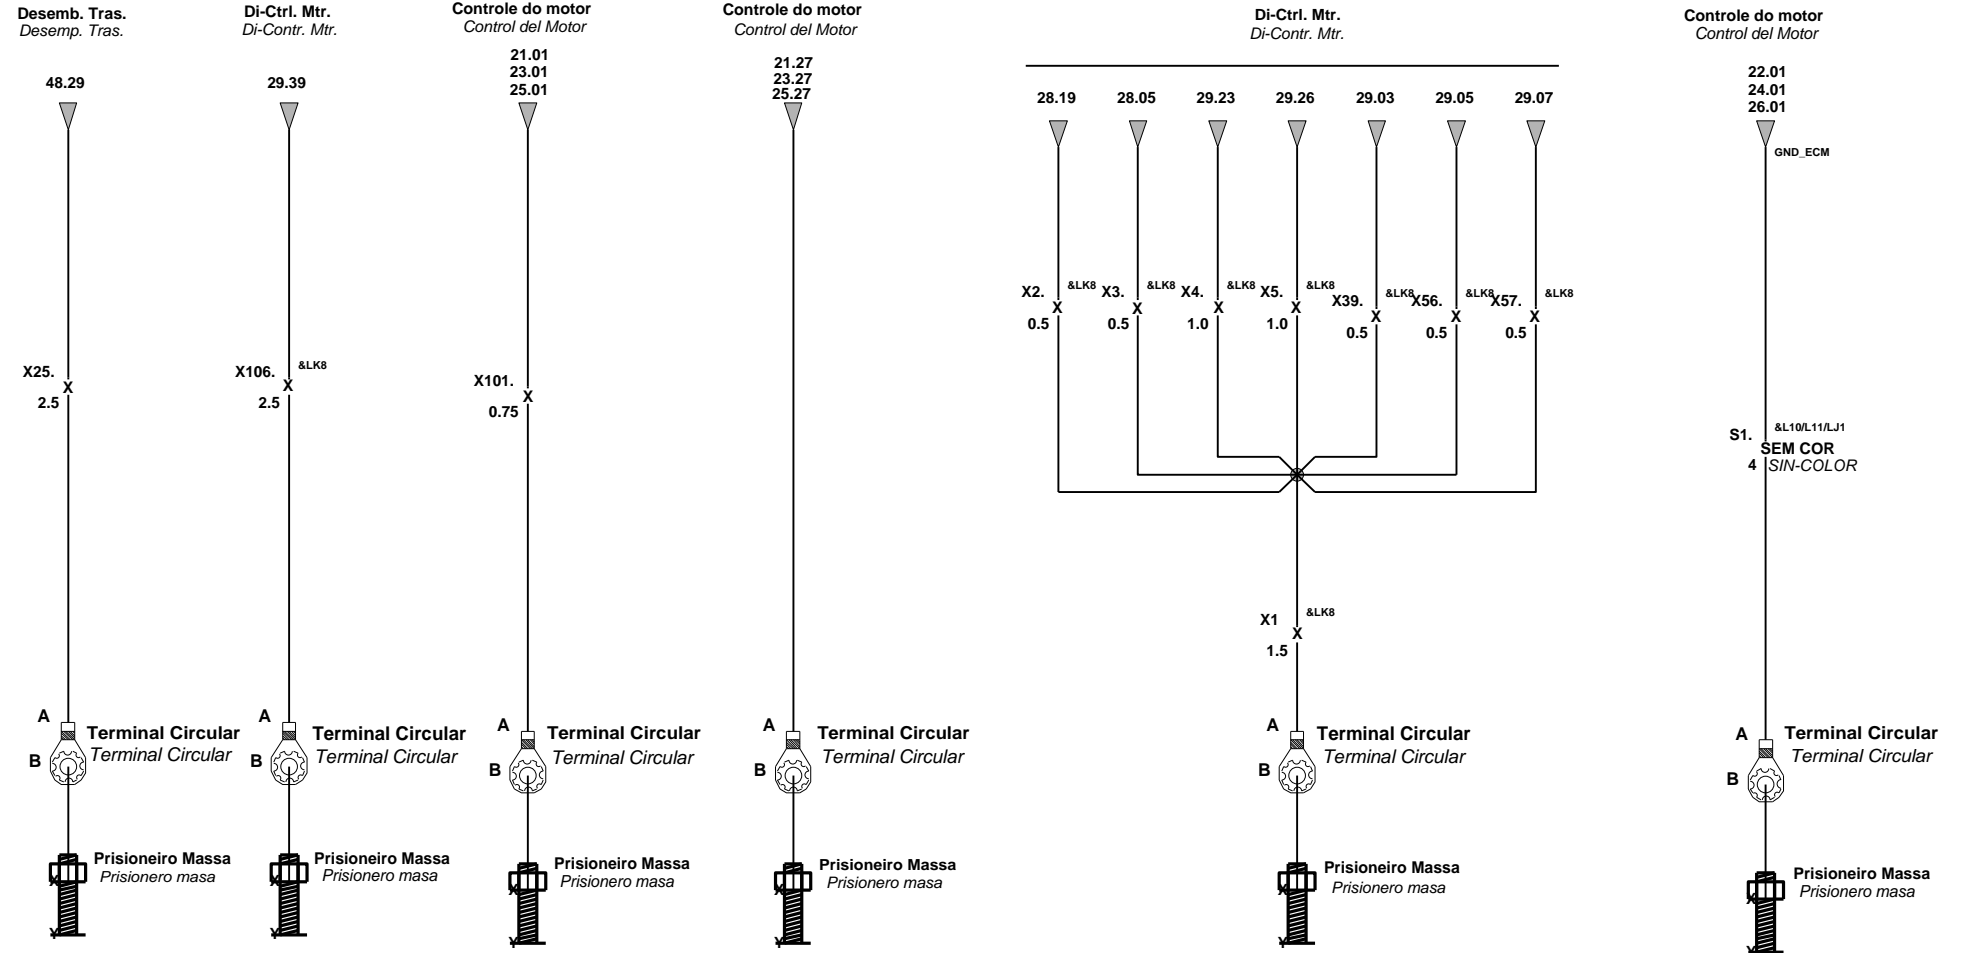 Desemb. Tras.
Desemp. Tras.
48.29
X25.
X
2.5
A
B
Terminal Circular
Terminal Circular
Prisioneiro Massa
Prisionero masa
X
Y
Di-Ctrl. Mtr.
Di-Contr. Mtr.
29.39
X106.
X
&LK8
2.5
A
B
Terminal Circular
Terminal Circular
Prisioneiro Massa
Prisionero masa
X
Y
Controle do motor
Control del Motor
21.01
23.01
25.01
X101.
X
0.75
A
B
Terminal Circular
Terminal Circular
Prisioneiro Massa
Prisionero masa
X
Y
Controle do motor
Control del Motor
21.27
23.27
25.27
A
B
Terminal Circular
Terminal Circular
Prisioneiro Massa
Prisionero masa
X
Y
Di-Ctrl. Mtr.
Di-Contr. Mtr.
28.19 28.05 29.23 29.26 29.03 29.05 29.07
X2. &LK8 X3. &LK8 X4. &LK8 X5. &LK8 X39. &LK8 X56. &LK8 X57. &LK8
X X X X X X X
0.5 0.5 1.0 1.0 0.5 0.5 0.5
X1
X
&LK8
1.5
A
B
Terminal Circular
Terminal Circular
Prisioneiro Massa
Prisionero masa
X
Y
Controle do motor
Control del Motor
22.01
24.01
26.01
GND_ECM
&L10/L11/LJ1
S1.
SEM COR
4 SIN-COLOR
A
B
Terminal Circular
Terminal Circular
Prisioneiro Massa
Prisionero masa
X
Y